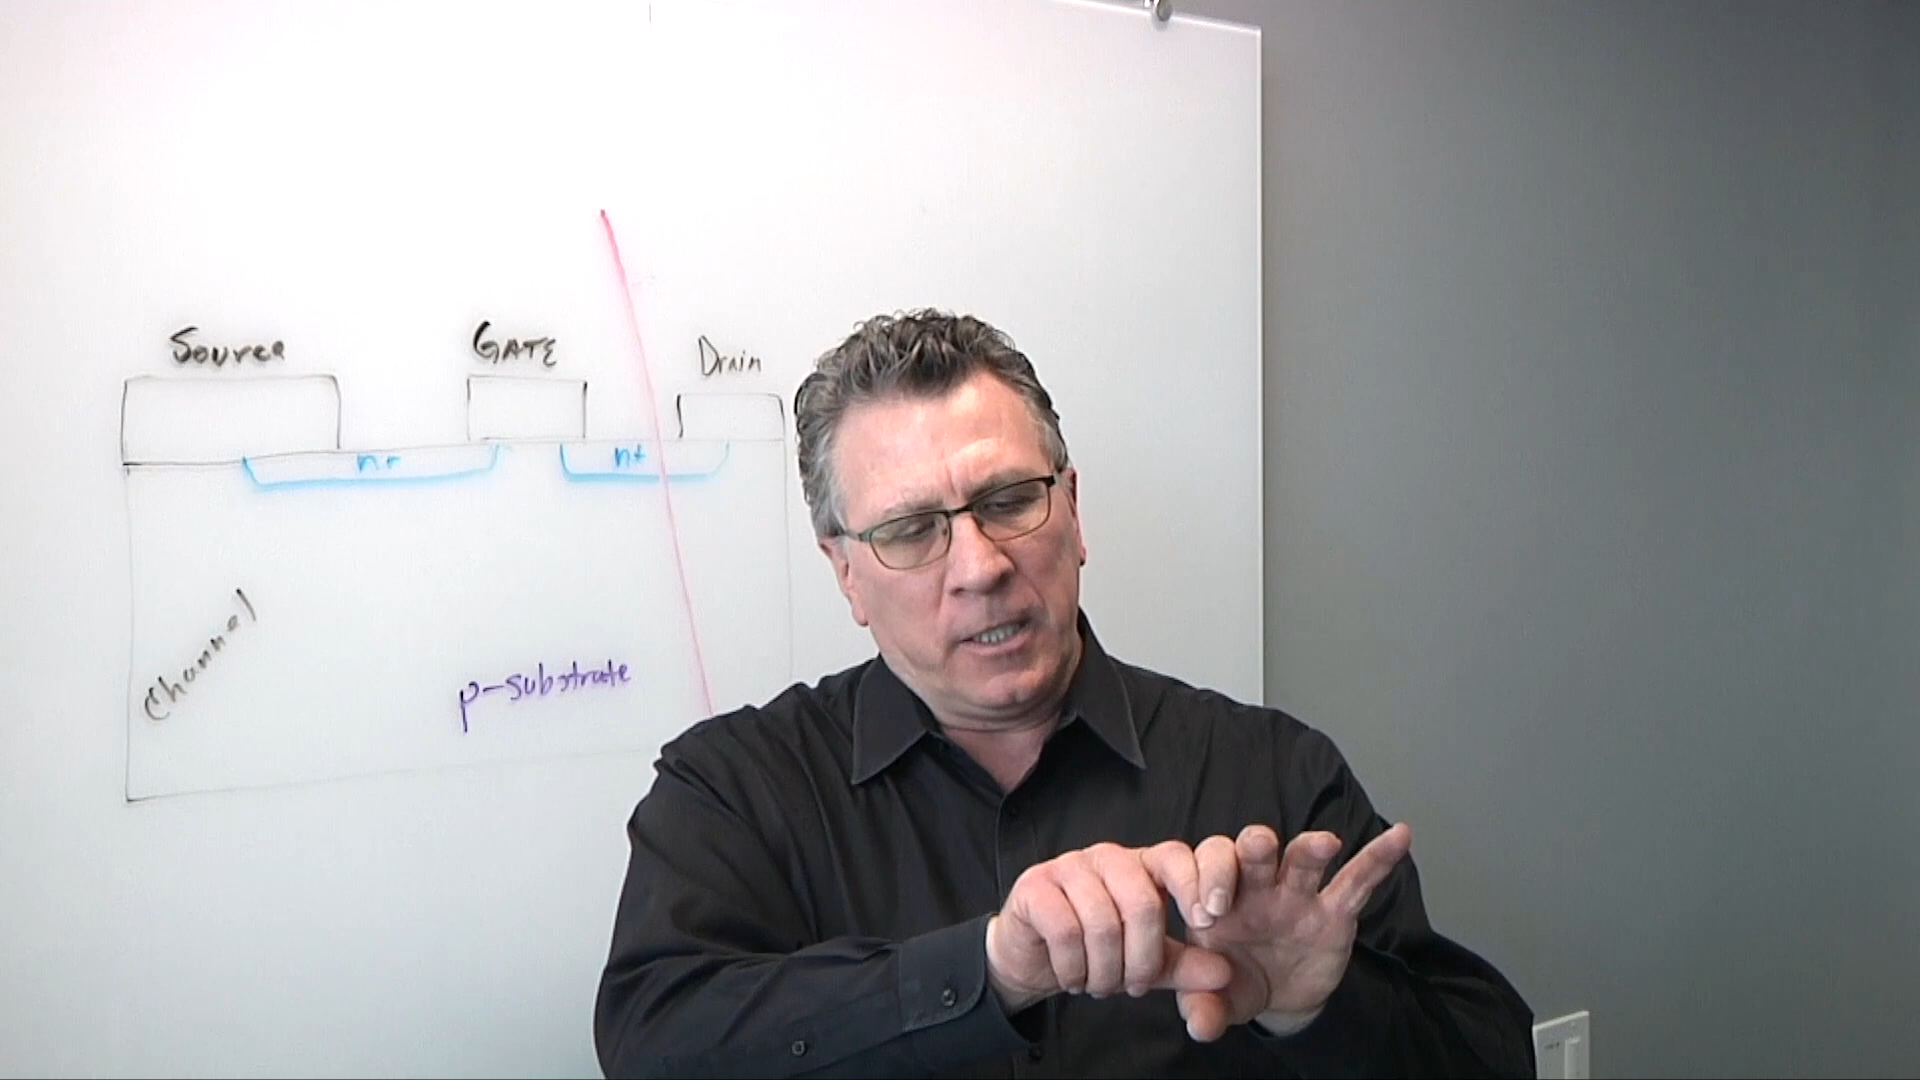 Source
GATE
Drain
n+
n+
Channel
p-substrate